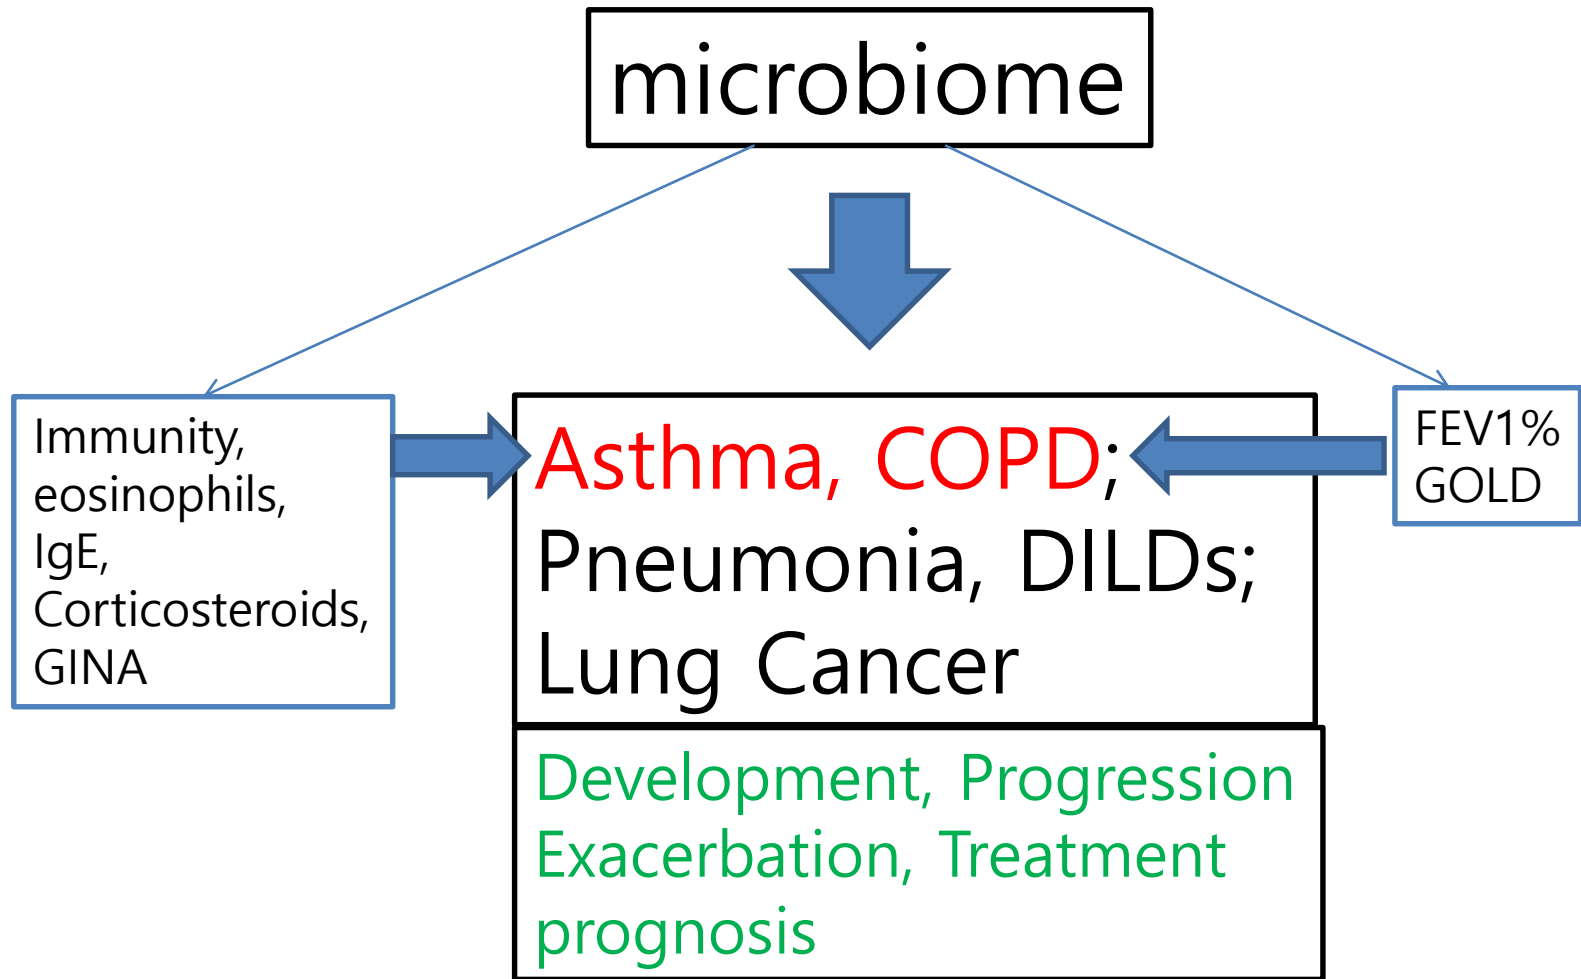 microbiome
Immunity,
eosinophils,
IgE,
Corticosteroids,
GINA
Asthma, COPD;
Pneumonia, DILDs;
Lung Cancer
FEV1%
GOLD
Development, Progression
Exacerbation, Treatment
prognosis